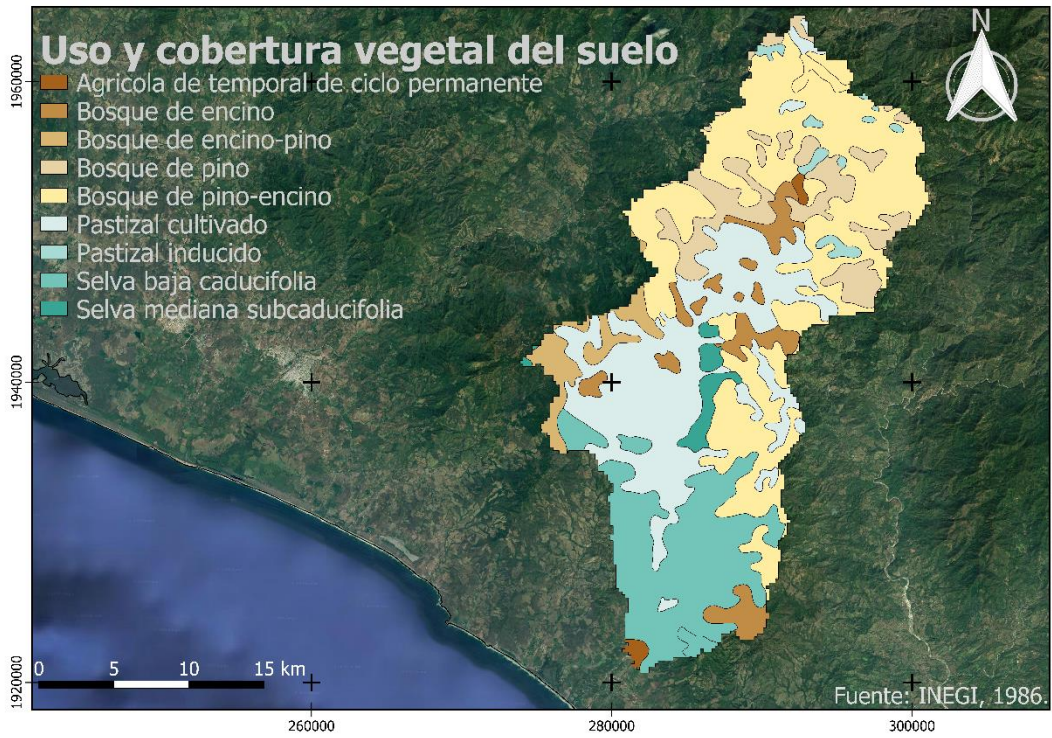 Uso y cobertura vegetal del suelo
Agrícola de temporal de ciclo permanente
Bosque de encino
Bosque de encino-pino
Bosque de pino
Bosque de pino-encino
Pastizal cultivado
Pastizal inducido
Selva baja caducifolia
Selva mediana subcaducifolia
N
1960000
1940000
1920000
0 5 10 15 km
Fuente: INEGI, 1986.
260000 280000 300000